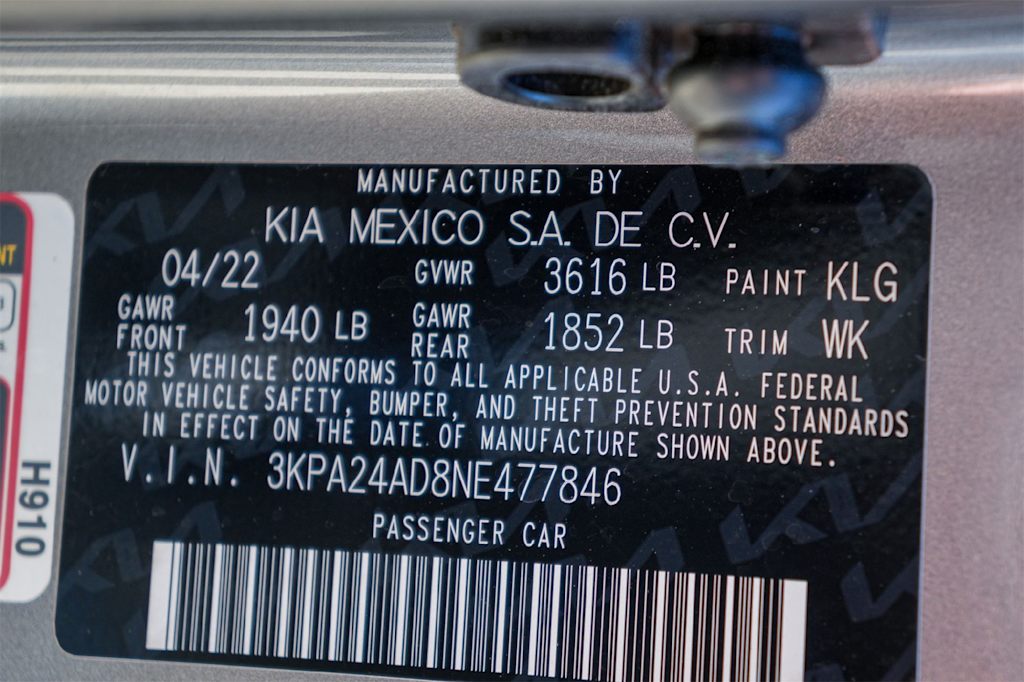 MANUFACTURED BY
KIA MEXICO S.A. DE C.V.
04/22 GVWR 3616 LB PAINT KLG
GAWR FRONT 1940 LB GAWR REAR 1852 LB TRIM WK
THIS VEHICLE CONFORMS TO ALL APPLICABLE U.S.A. FEDERAL
MOTOR VEHICLE SAFETY, BUMPER, AND THEFT PREVENTION STANDARDS
IN EFFECT ON THE DATE OF MANUFACTURE SHOWN ABOVE.
V.I.N. 3KPA24AD8NE477846
PASSENGER CAR
H910